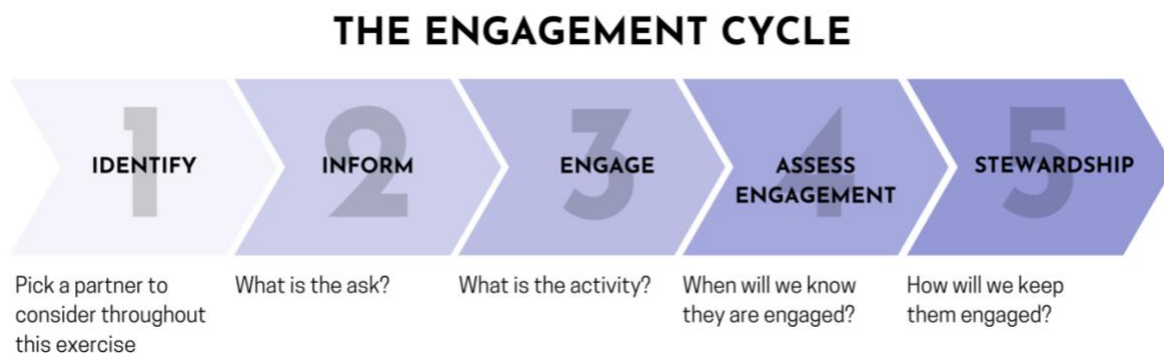 THE ENGAGEMENT CYCLE
1
IDENTIFY
Pick a partner to
consider throughout
this exercise
2
INFORM
What is the ask?
3
ENGAGE
What is the activity?
4
ASSESS
ENGAGEMENT
When will we know
they are engaged?
5
STEWARDSHIP
How will we keep
them engaged?